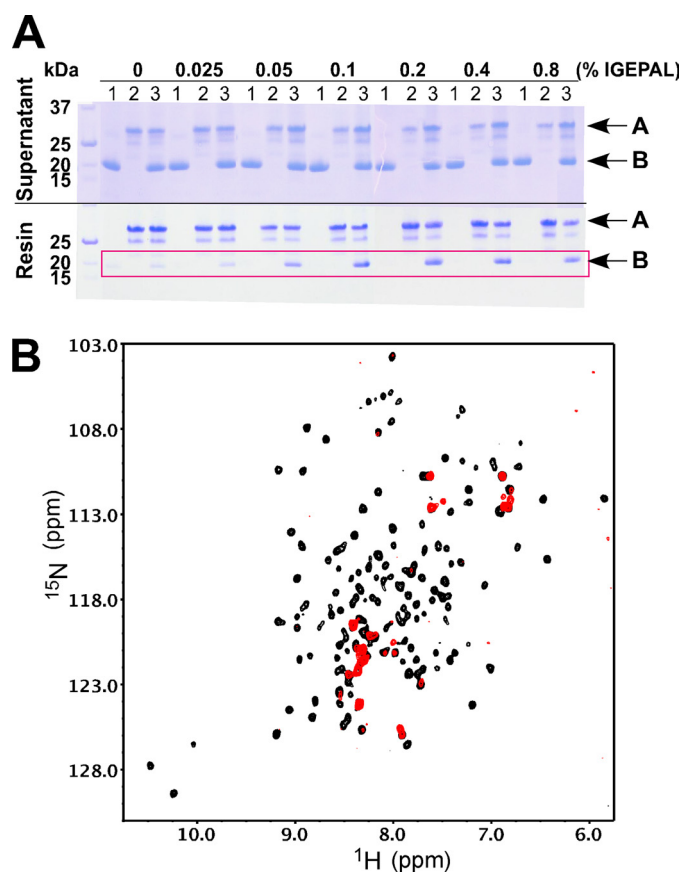 A
kDa 0 0.025 0.05 0.1 0.2 0.4 0.8 (% IGEPAL)
1 2 3 1 2 3 1 2 3 1 2 3 1 2 3 1 2 3 1 2 3
Supernatant
37
25
20
15
A
B
Resin
25
20
15
A
B
B
103.0
108.0
113.0
118.0
123.0
128.0
15N (ppm)
10.0 9.0 8.0 7.0 6.0
1H (ppm)